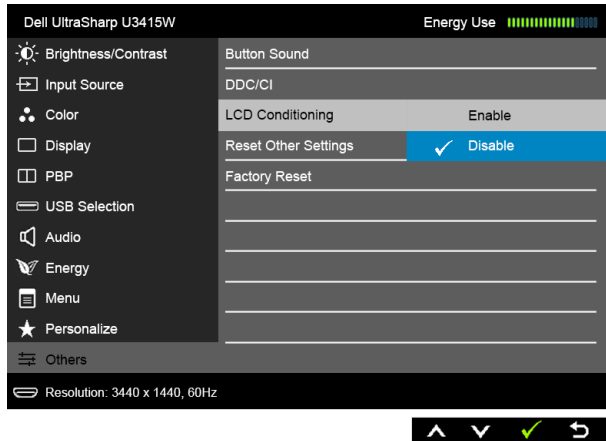 Dell UltraSharp U3415W Energy Use
Brightness/Contrast
Input Source
Color
Display
PBP
USB Selection
Audio
Energy
Menu
Personalize
Others
Button Sound
DDC/CI
LCD Conditioning Enable
Reset Other Settings Disable
Factory Reset
Resolution: 3440 x 1440, 60Hz